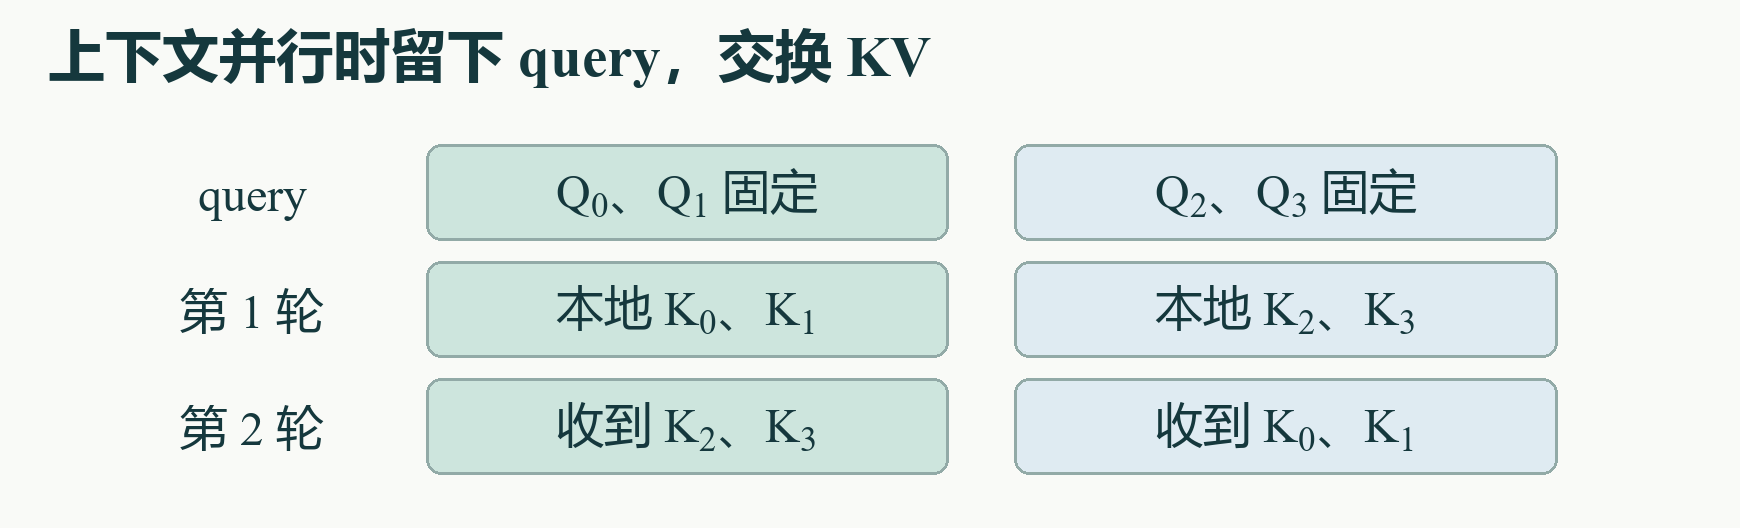 上下文并行时留下 query，交换 KV
query Q₀、Q₁ 固定 Q₂、Q₃ 固定
第 1 轮 本地 K₀、K₁ 本地 K₂、K₃
第 2 轮 收到 K₂、K₃ 收到 K₀、K₁